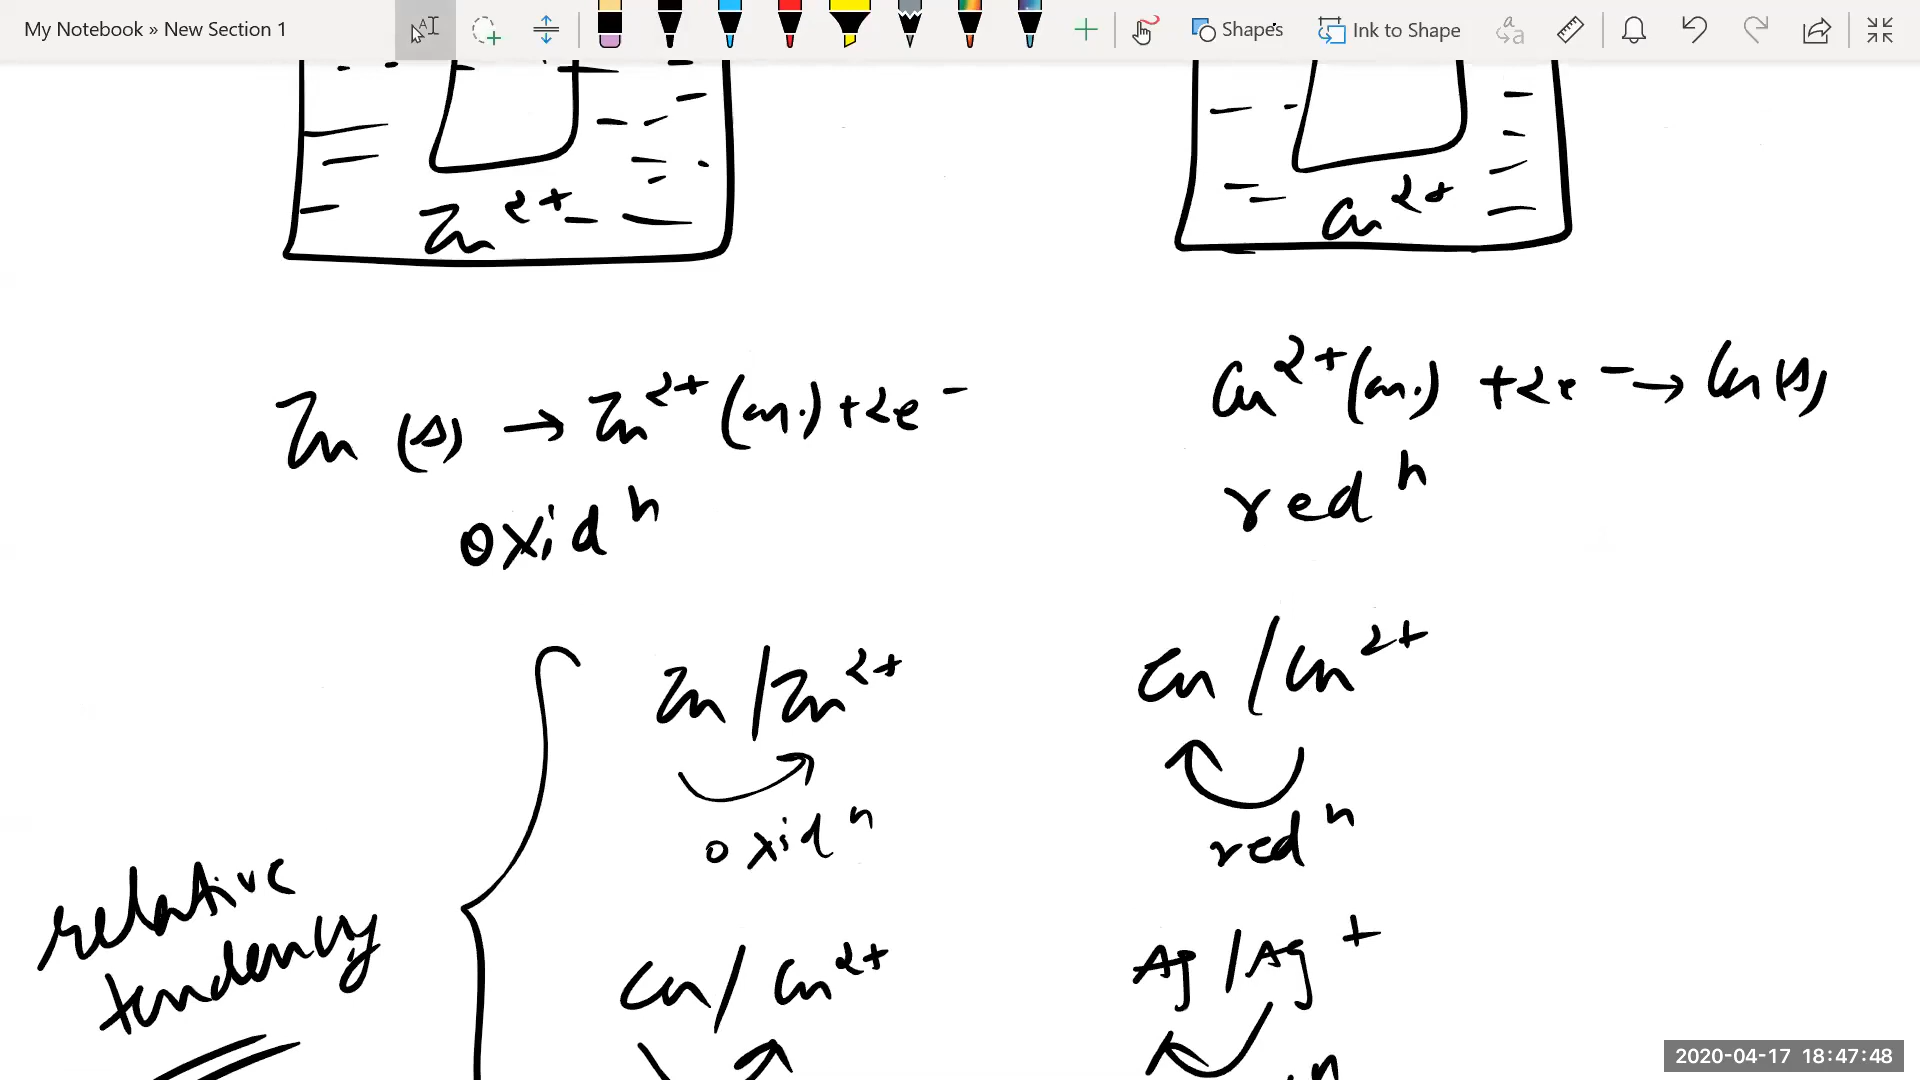 My Notebook » New Section 1
Shapes
Ink to Shape
Zn²⁺
Cu²⁺
Zn (s) → Zn²⁺ (aq.) + 2e⁻
Cu²⁺ (aq.) + 2e⁻ → Cu (s)
oxidⁿ
redⁿ
Zn / Zn²⁺
Cu / Cu²⁺
oxidⁿ
redⁿ
relative
tendency
Cu / Cu²⁺
Ag / Ag⁺
2020-04-17 18:47:48